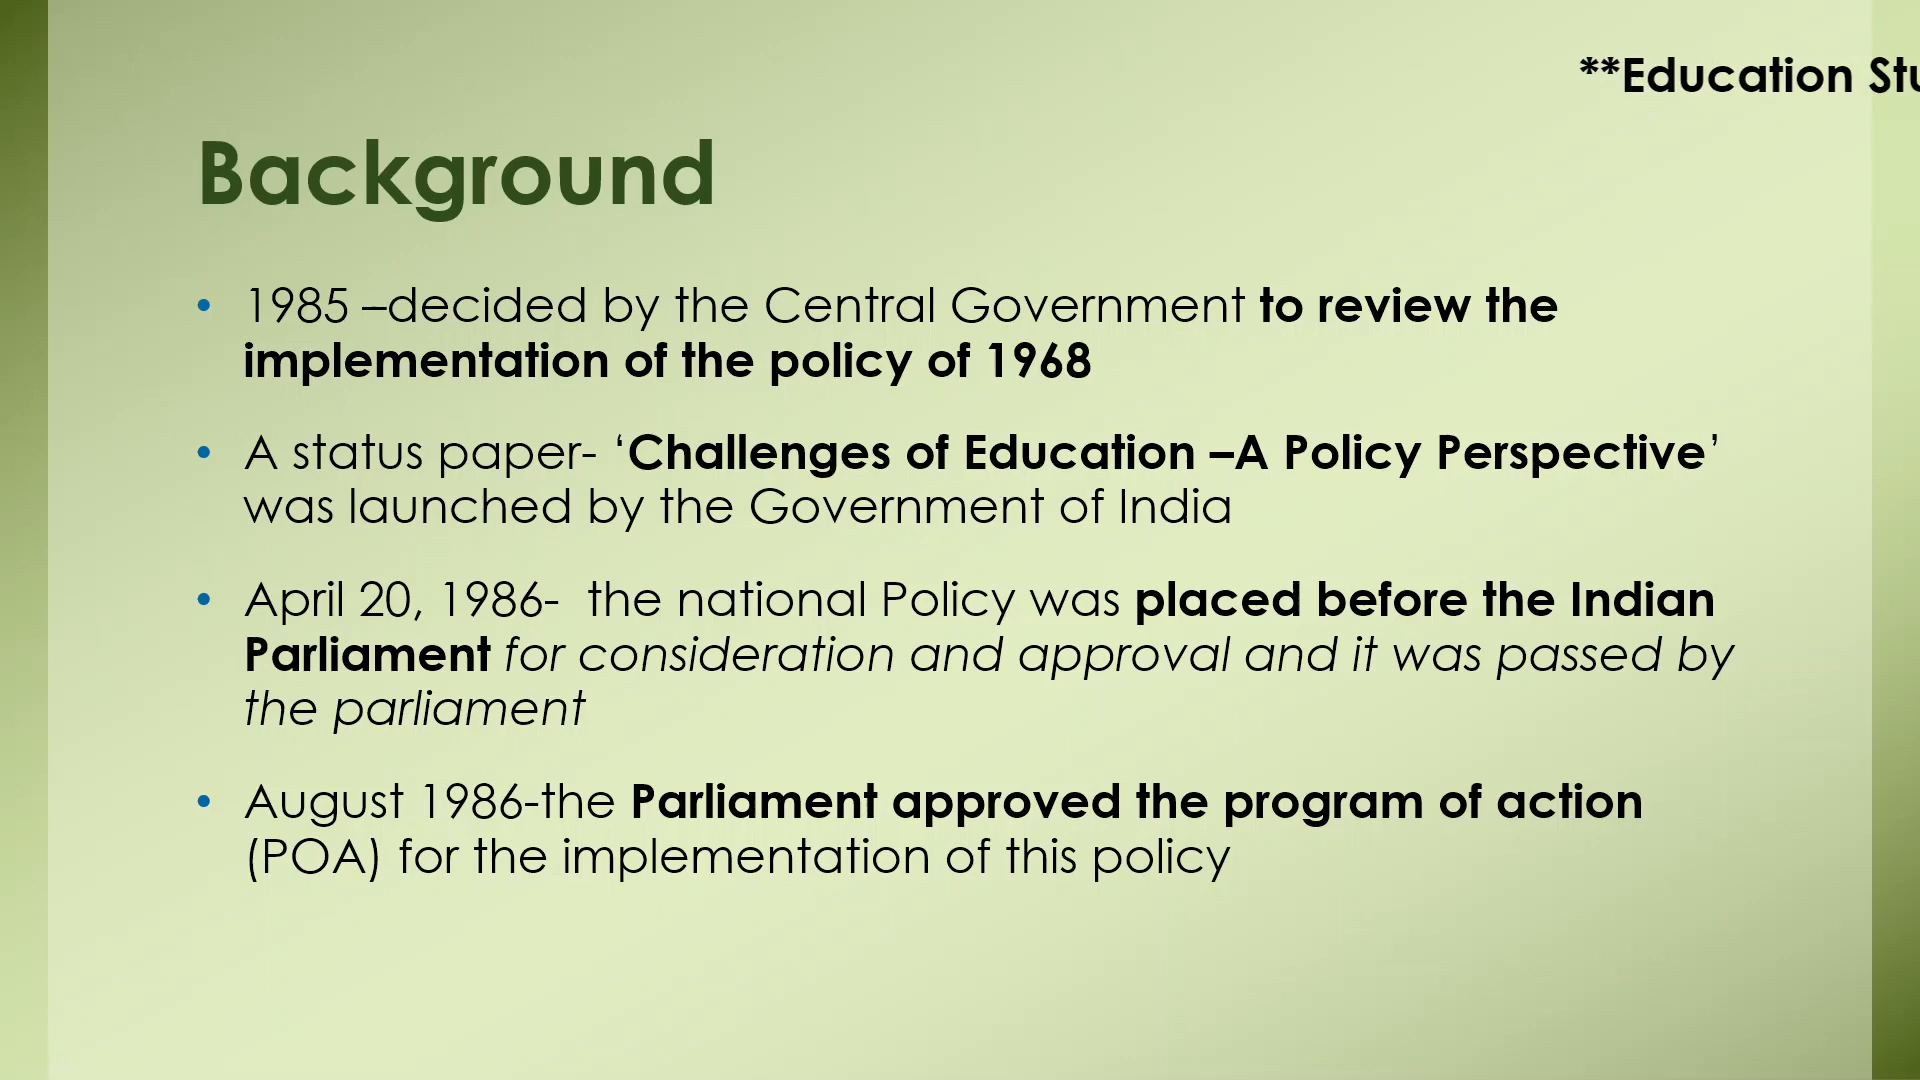 **Education
Background
• 1985 –decided by the Central Government to review the
implementation of the policy of 1968
• A status paper- ‘Challenges of Education –A Policy Perspective’
was launched by the Government of India
• April 20, 1986-  the national Policy was placed before the Indian
Parliament for consideration and approval and it was passed by
the parliament
• August 1986-the Parliament approved the program of action
(POA) for the implementation of this policy